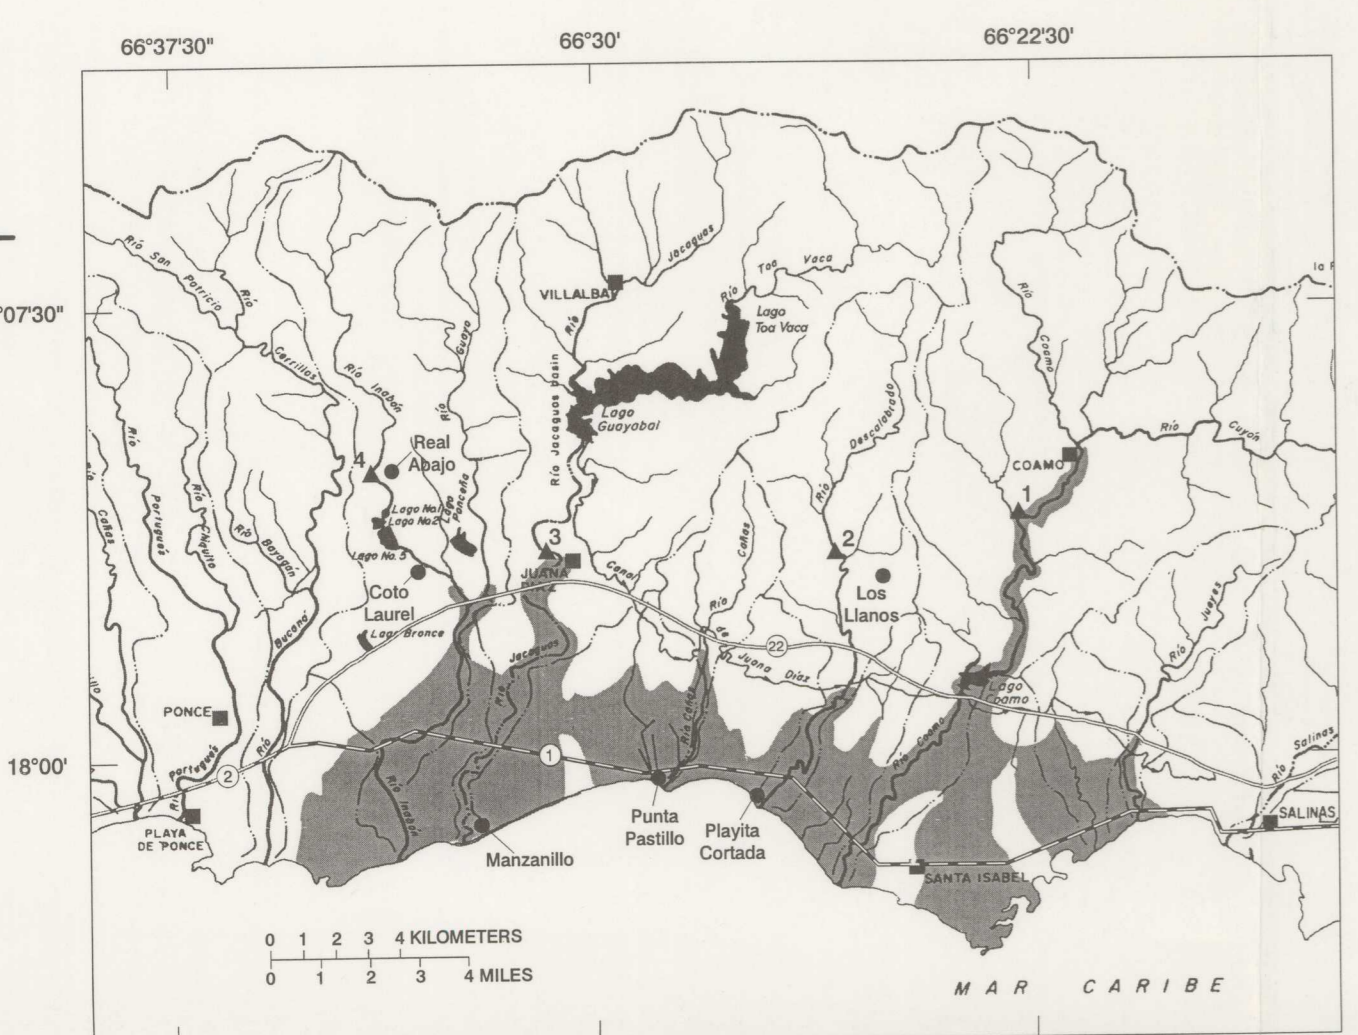 66°37'30"
66°30'
66°22'30"
07'30"
18°00'
Río San
Patricio
Río
Cerrillos
Río Inabón
Río
Guayo
Río Jacaguas basin
VILLALBA
Río
Jacaguas
Río
Toa Vaca
Lago
Toa Vaca
Lago
Guayabal
Río
Descalabrado
Río
Coamo
COAMO
Río
Cuyón
1
4
Real
Abajo
Lago No. 1
Lago No. 2
Lago No. 5
Lago
Ponceña
3
JUANA
DIAZ
2
Los
Llanos
Río
Cañas
Río
Portugués
Río
Chiquito
Río
Bayagán
Coto
Laurel
Lago Bronce
Canal
de
Juana
Díaz
Río
Cañas
22
Río
Jueyes
Lago
Coamo
Río Coamo
Río
Bucaná
PONCE
Río
Portugués
2
PLAYA
DE PONCE
Río
Jacaguas
1
Río Cañas
Río Inabón
Manzanillo
Punta
Pastillo
Playita
Cortada
SANTA ISABEL
Río
Salinas
SALINAS
0 1 2 3 4 KILOMETERS
0 1 2 3 4 MILES
MAR CARIBE